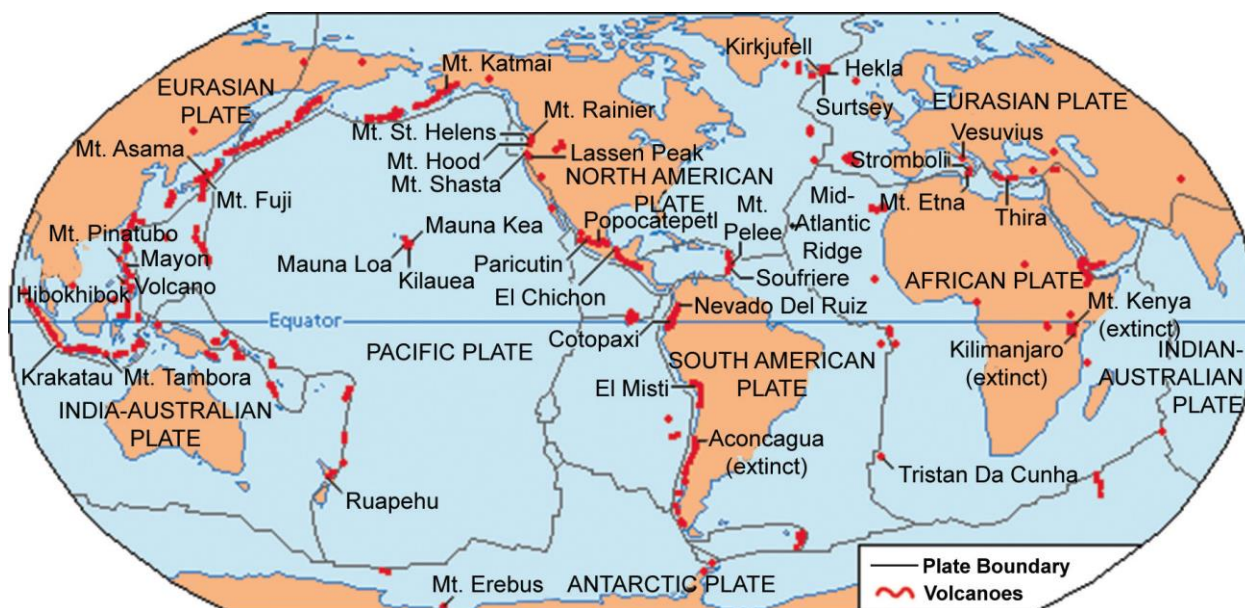 Kirkjufell
Hekla
Surtsey
Mt. Katmai
EURASIAN
PLATE
Mt. Rainier
Mt. St. Helens
Mt. Hood
Mt. Shasta
Lassen Peak
NORTH AMERICAN
PLATE
EURASIAN PLATE
Vesuvius
Strombolii
Mt. Etna
Thira
Mt. Asama
Mt. Fuji
Mt. Pinatubo
Mayon
Volcano
Hibokhibok
Mauna Kea
Mauna Loa
Kilauea
Popocatepetl
Paricutin
El Chichon
Mt.
Pelee
Soufriere
Mid-
Atlantic
Ridge
AFRICAN PLATE
Mt. Kenya
(extinct)
Kilimanjaro
(extinct)
INDIAN-
AUSTRALIAN
PLATE
Equator
Nevado Del Ruiz
Cotopaxi
PACIFIC PLATE
SOUTH AMERICAN
PLATE
El Misti
Krakatau
Mt. Tambora
INDIA-AUSTRALIAN
PLATE
Aconcagua
(extinct)
Tristan Da Cunha
Ruapehu
Mt. Erebus
ANTARCTIC PLATE
Plate Boundary
Volcanoes